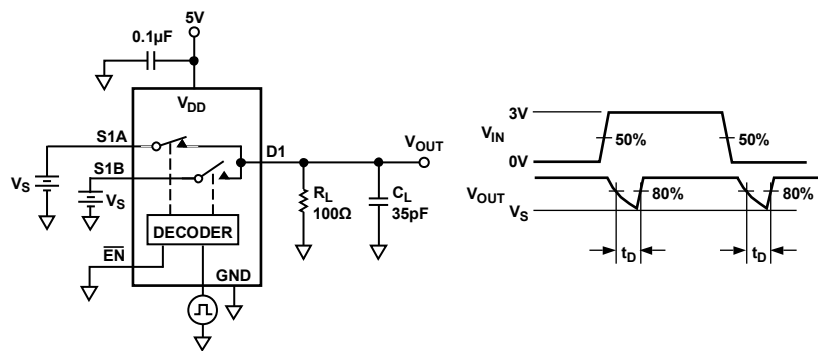 5V
0.1µF
VDD
S1A
D1
VOUT
S1B
VS
VS
RL
100Ω
CL
35pF
DECODER
EN
GND
3V
VIN
50%
50%
0V
VOUT
80%
80%
VS
tD
tD